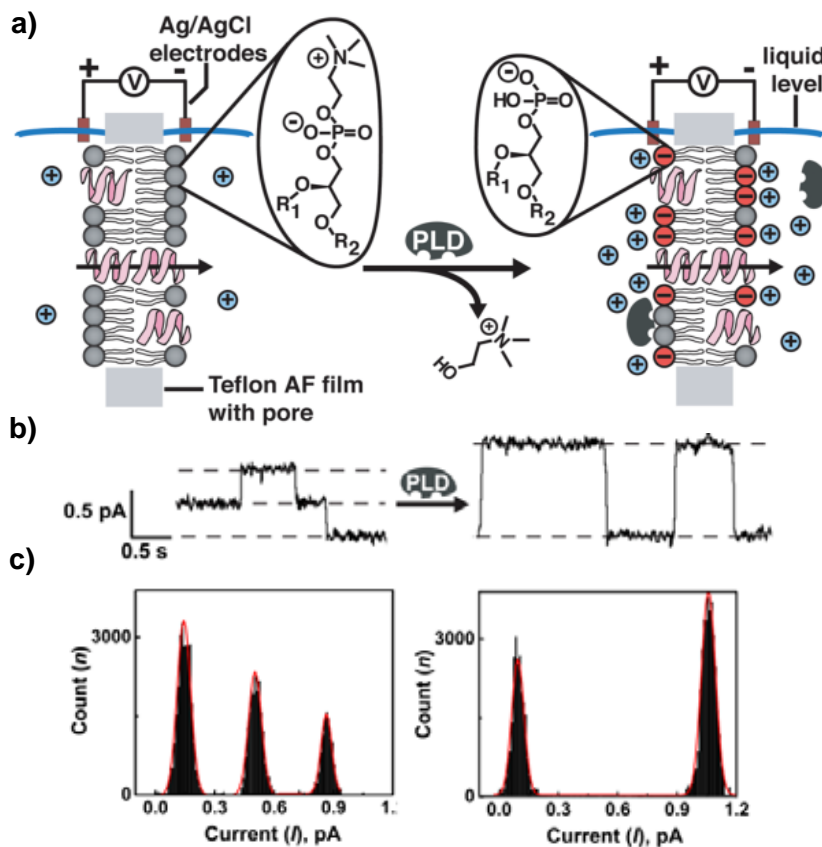 a)
Ag/AgCl
electrodes
+ V -
N
⊕
⊖
O-P=O
O
O
R1
O
R2
PLD
⊕
N
HO
⊖
O
HO-P=O
O
O
R1
O
R2
liquid
level
+ V -
Teflon AF film
with pore
b)
0.5 pA
0.5 s
PLD
c)
Count (n)
3000
0
0.0 0.3 0.6 0.9
Current (I), pA
Count (n)
3000
0
0.0 0.3 0.6 0.9 1.2
Current (I), pA